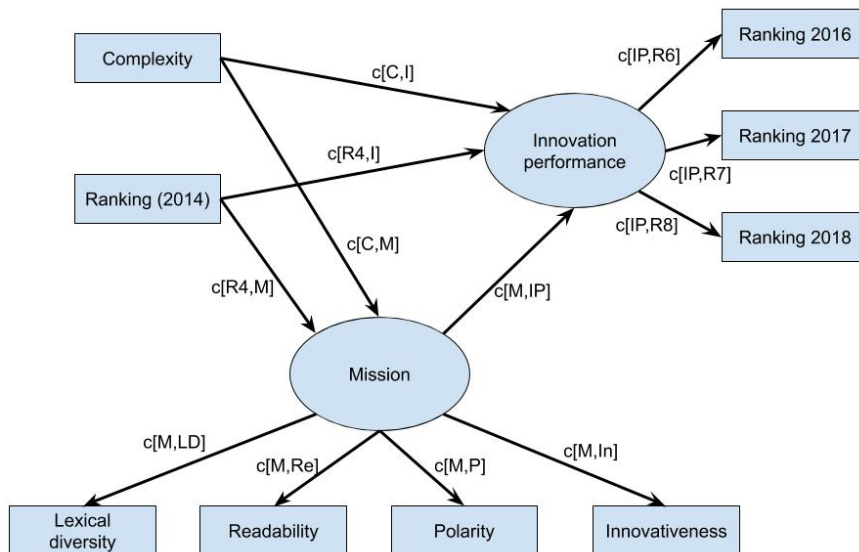 Ranking 2016
Complexity
c[IP,R6]
c[C,I]
Ranking 2017
Innovation
performance
c[R4,I]
c[IP,R7]
Ranking (2014)
c[IP,R8]
Ranking 2018
c[C,M]
c[R4,M]
c[M,IP]
Mission
c[M,LD]
c[M,Re]
c[M,P]
c[M,In]
Lexical
diversity
Readability
Polarity
Innovativeness